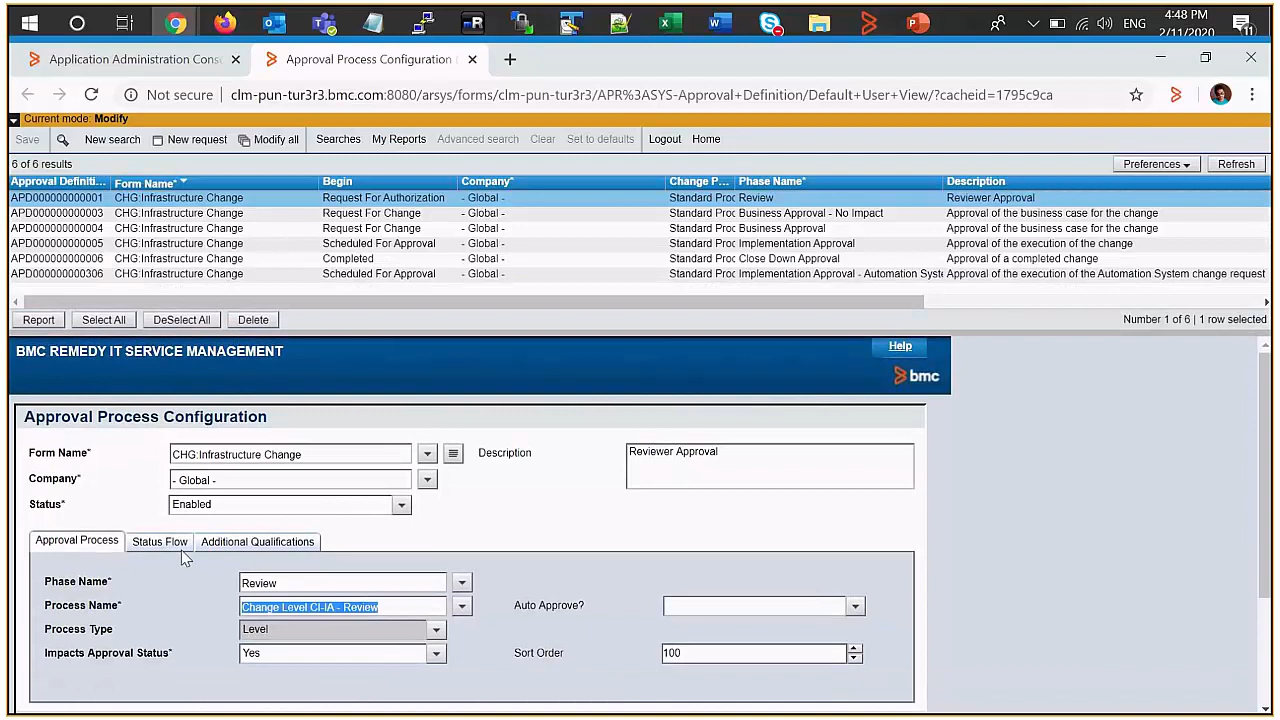 4:48 PM
ENG
2/11/2020
11
Application Administration Cons
Approval Process Configuration
Not secure
clm-pun-tur3r3.bmc.com:8080/arsys/forms/clm-pun-tur3r3/APR%3ASYS-Approval+Definition/Default+User+View/?cacheid=1795c9ca
Current mode: Modify
Save New search New request Modify all Searches My Reports Advanced search Clear Set to defaults Logout Home
6 of 6 results Preferences Refresh
Approval Definiti... Form Name* Begin Company* Change P... Phase Name* Description
APD000000000001 CHG:Infrastructure Change Request For Authorization - Global - Standard Proc Review Reviewer Approval
APD000000000003 CHG:Infrastructure Change Request For Change - Global - Standard Proc Business Approval - No Impact Approval of the business case for the change
APD000000000004 CHG:Infrastructure Change Request For Change - Global - Standard Proc Business Approval Approval of the business case for the change
APD000000000005 CHG:Infrastructure Change Scheduled For Approval - Global - Standard Proc Implementation Approval Approval of the execution of the change
APD000000000006 CHG:Infrastructure Change Completed - Global - Standard Proc Close Down Approval Approval of a completed change
APD000000000306 CHG:Infrastructure Change Scheduled For Approval - Global - Standard Proc Implementation Approval - Automation Syste Approval of the execution of the Automation System change request
Report Select All DeSelect All Delete Number 1 of 6 | 1 row selected
BMC REMEDY IT SERVICE MANAGEMENT Help
bmc
Approval Process Configuration
Form Name* CHG:Infrastructure Change Description Reviewer Approval
Company* - Global -
Status* Enabled
Approval Process Status Flow Additional Qualifications
Phase Name* Review
Process Name* Change Level CI-IA - Review Auto Approve?
Process Type Level
Impacts Approval Status* Yes Sort Order 100